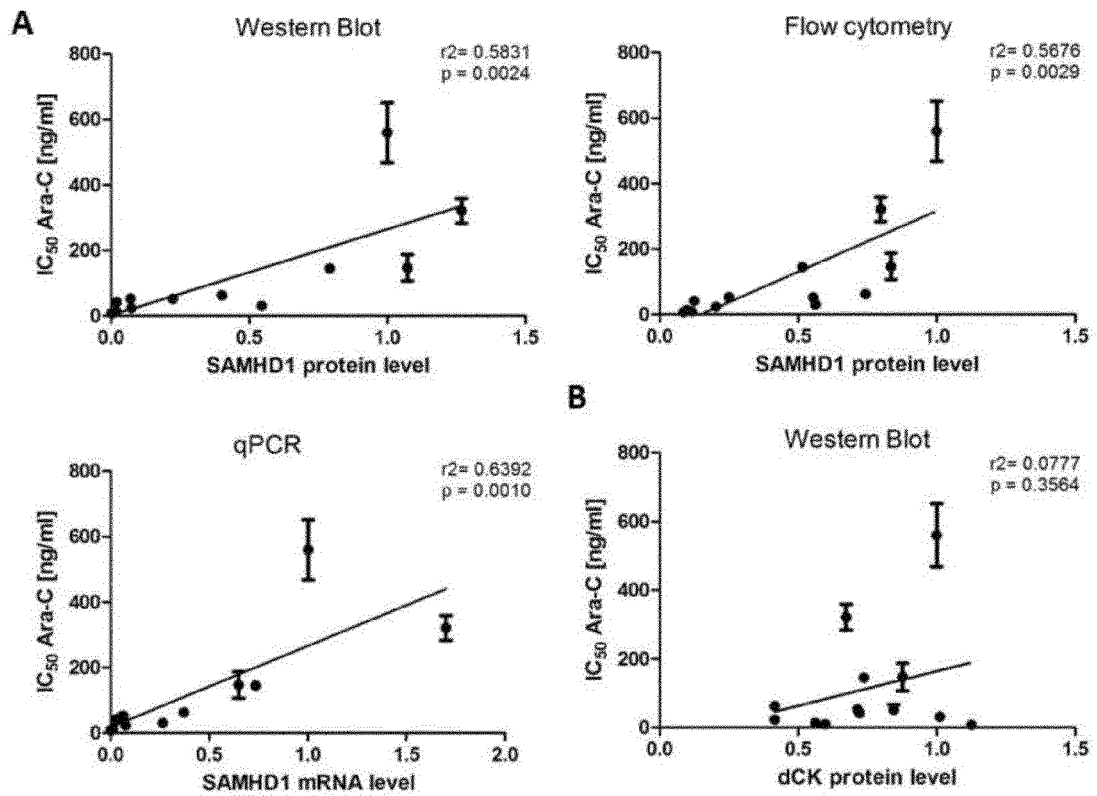 A
Western Blot
r2= 0.5831
p = 0.0024
IC50 Ara-C [ng/ml]
800
600
400
200
0
0.0 0.5 1.0 1.5
SAMHD1 protein level
Flow cytometry
r2= 0.5676
p = 0.0029
IC50 Ara-C [ng/ml]
800
600
400
200
0
0.0 0.5 1.0 1.5
SAMHD1 protein level
qPCR
r2= 0.6392
p = 0.0010
IC50 Ara-C [ng/ml]
800
600
400
200
0
0.0 0.5 1.0 1.5 2.0
SAMHD1 mRNA level
B
Western Blot
r2= 0.0777
p = 0.3564
IC50 Ara-C [ng/ml]
800
600
400
200
0
0.0 0.5 1.0 1.5
dCK protein level